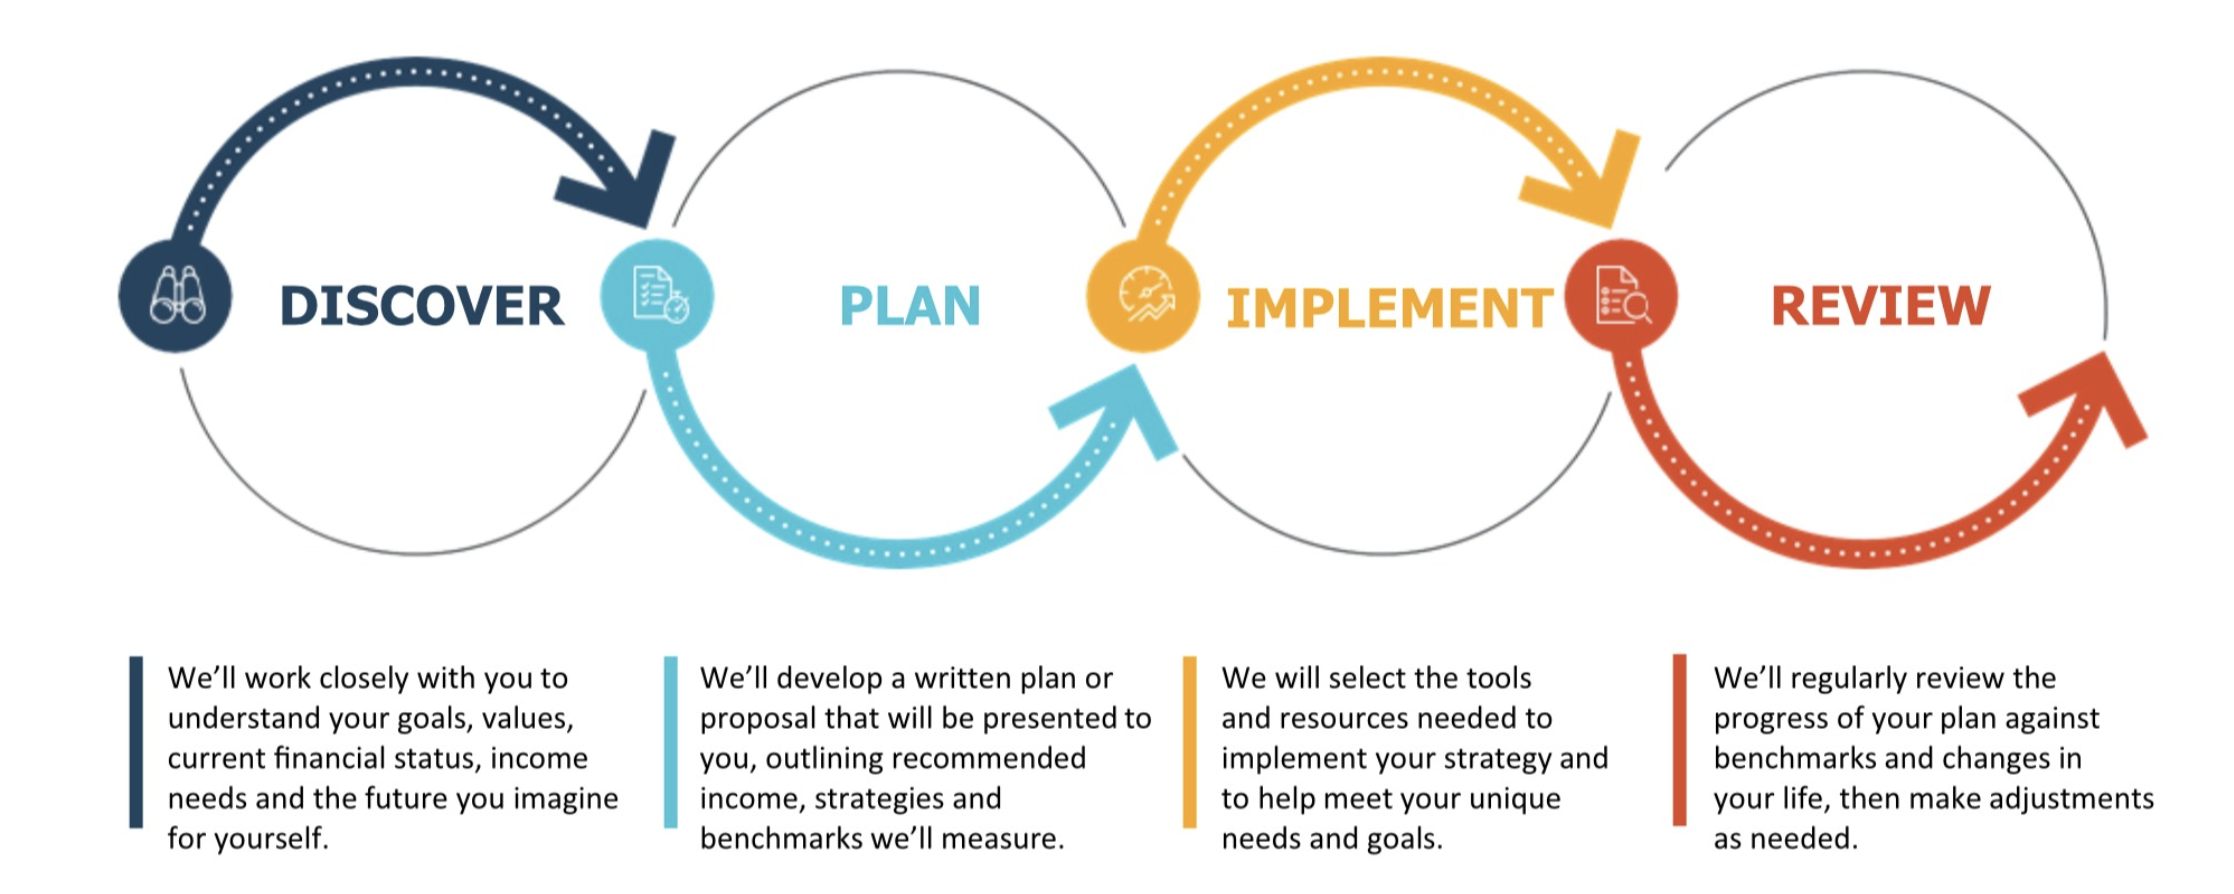 DISCOVER
PLAN
IMPLEMENT
REVIEW
We’ll work closely with you to
understand your goals, values,
current financial status, income
needs and the future you imagine
for yourself.
We’ll develop a written plan or
proposal that will be presented to
you, outlining recommended
income, strategies and
benchmarks we’ll measure.
We will select the tools
and resources needed to
implement your strategy and
to help meet your unique
needs and goals.
We’ll regularly review the
progress of your plan against
benchmarks and changes in
your life, then make adjustments
as needed.